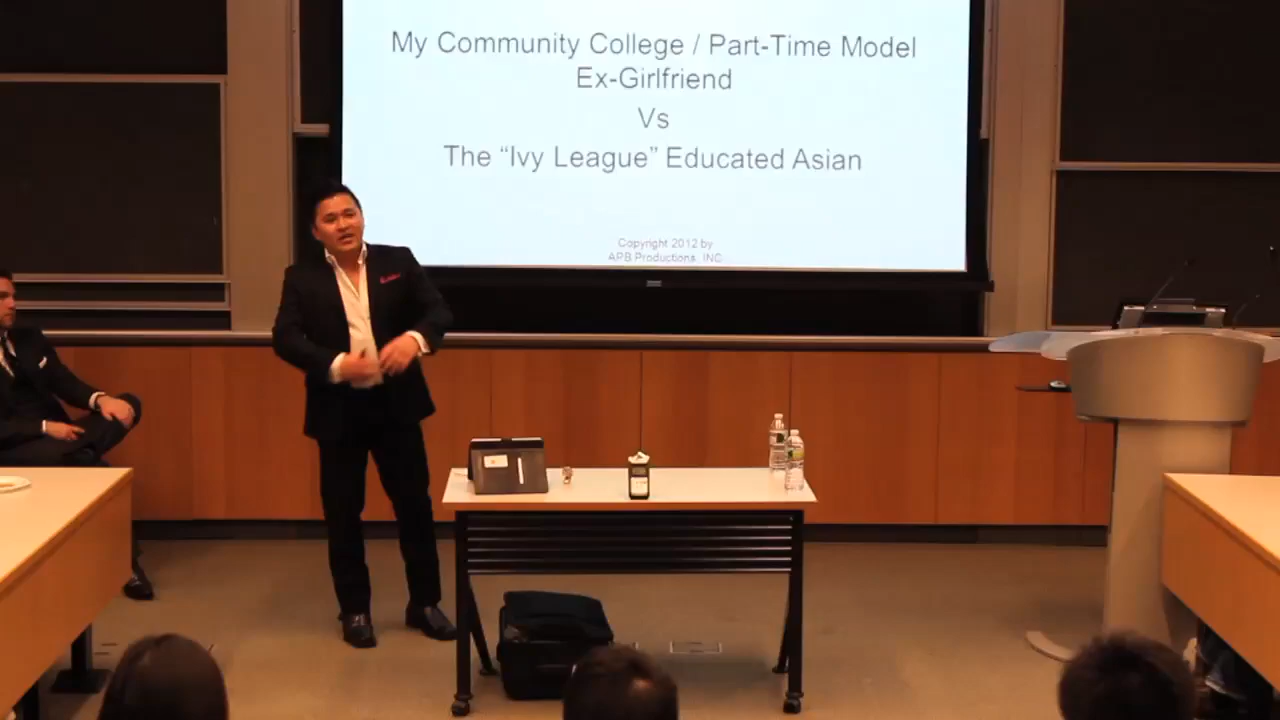 My Community College / Part-Time Model
Ex-Girlfriend
Vs
The “Ivy League” Educated Asian
Copyright 2012 by
APB Productions, INC